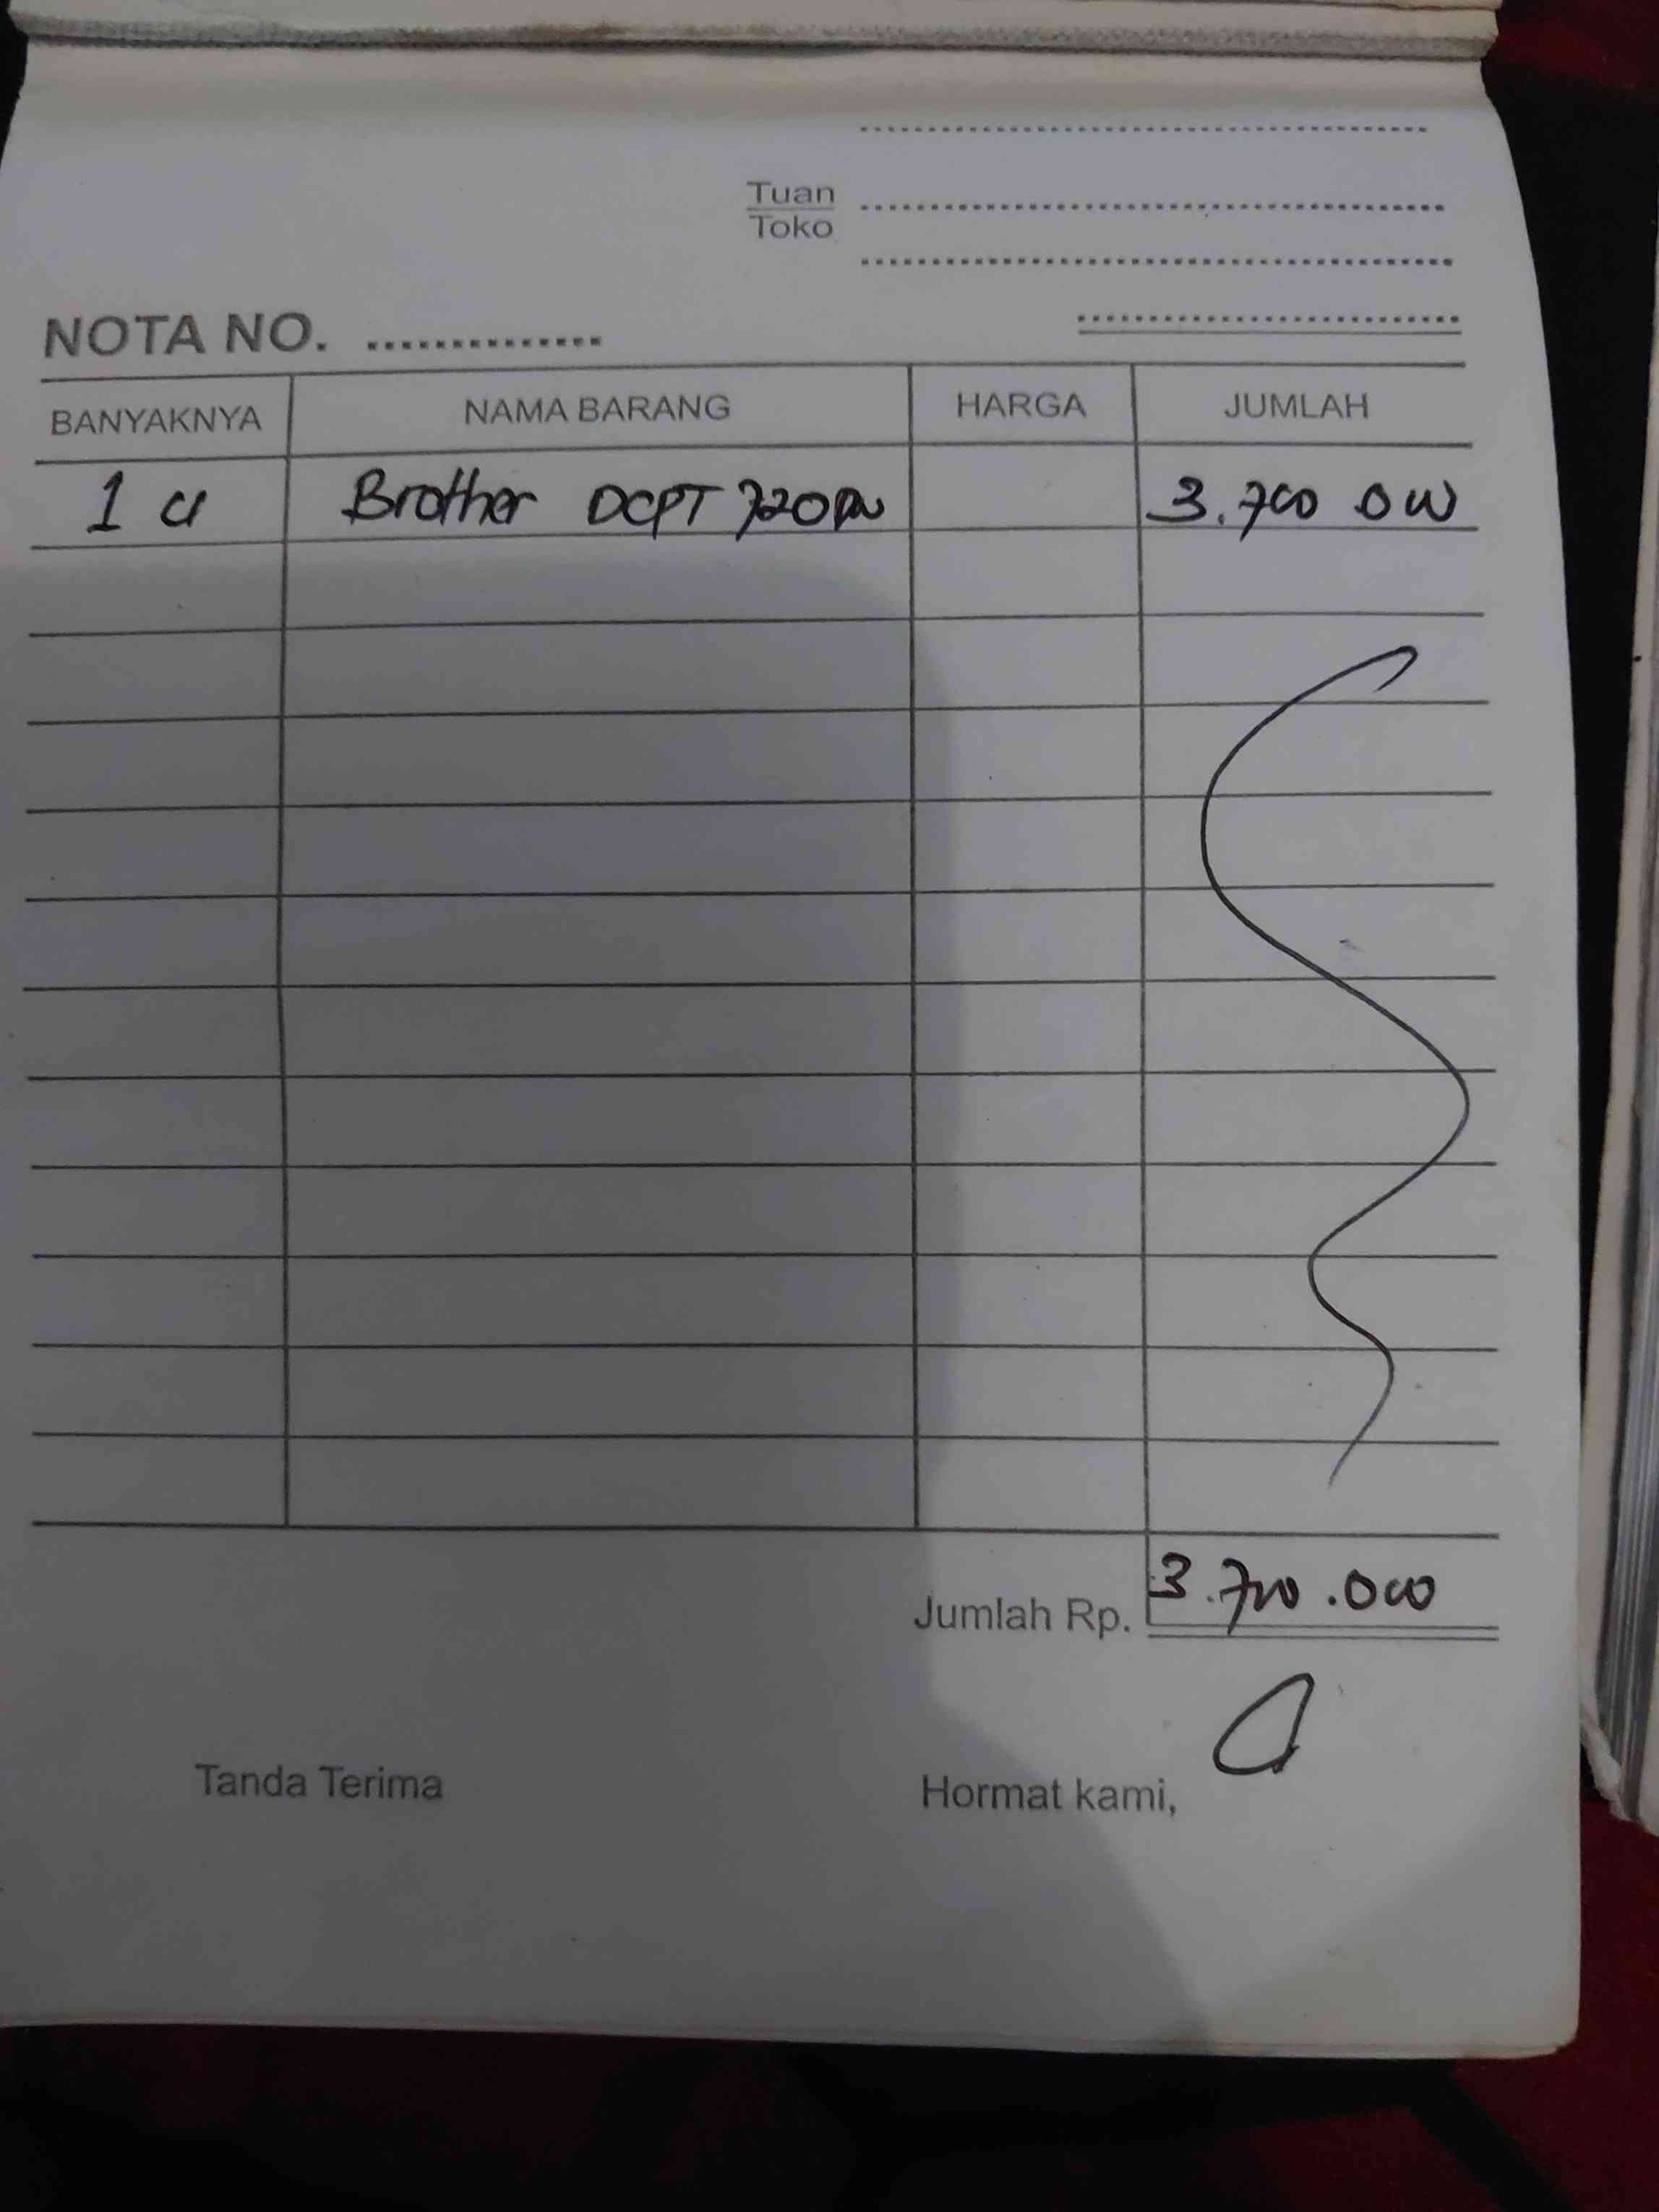 Tuan
Toko
NOTA NO. ...............
BANYAKNYA NAMA BARANG HARGA JUMLAH
1 u Brother DCPT 720DW 3.700 000
Jumlah Rp. 3.700.000
Tanda Terima Hormat kami,